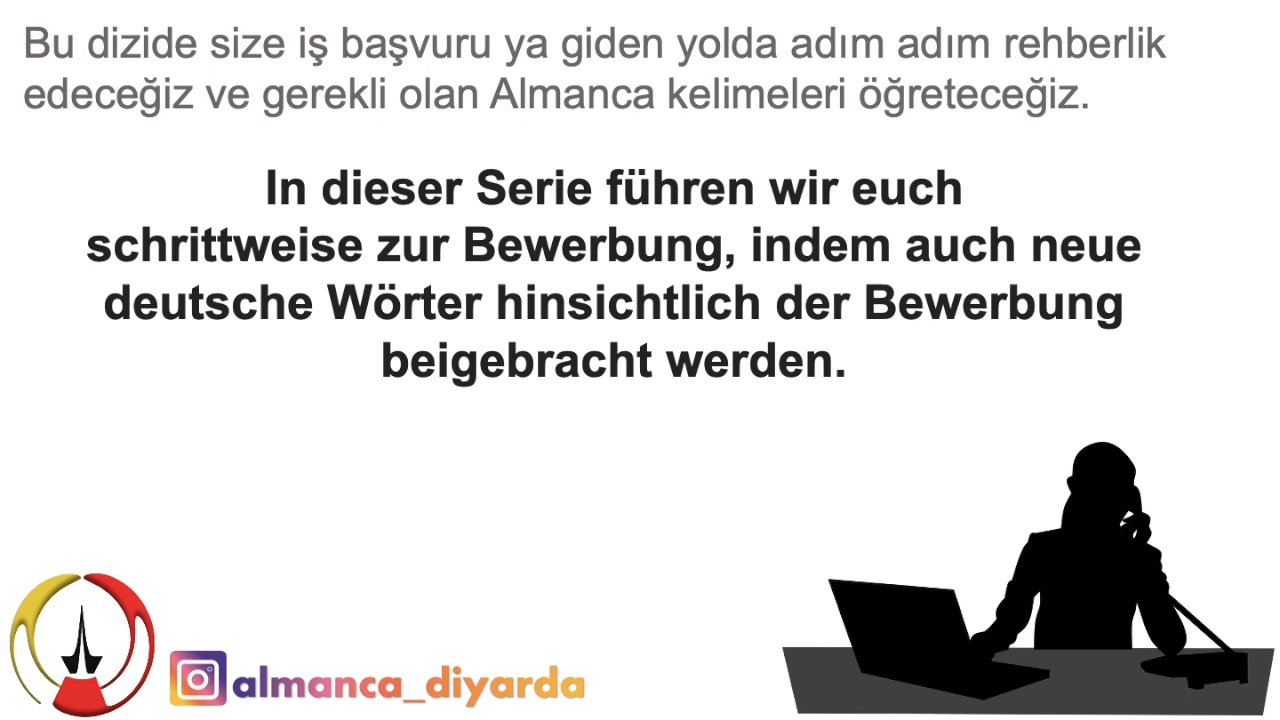 Bu dizide size iş başvuru ya giden yolda adım adım rehberlik
edeceğiz ve gerekli olan Almanca kelimeleri öğreteceğiz.
In dieser Serie führen wir euch
schrittweise zur Bewerbung, indem auch neue
deutsche Wörter hinsichtlich der Bewerbung
beigebracht werden.
almanca_diyarda